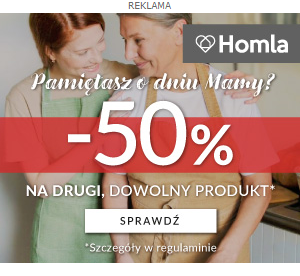 REKLAMA
Homla
Pamiętasz o dniu Mamy?
-50%
NA DRUGI, DOWOLNY PRODUKT*
SPRAWDŹ
*Szczegóły w regulaminie